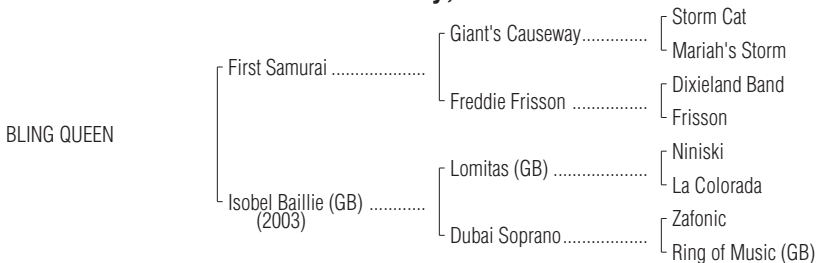 Storm Cat
Giant's Causeway..............
Mariah's Storm
First Samurai ....................
Dixieland Band
Freddie Frisson ................
Frisson
BLING QUEEN
Niniski
Lomitas (GB) ....................
La Colorada
Isobel Baillie (GB) ............
(2003)
Zafonic
Dubai Soprano..................
Ring of Music (GB)